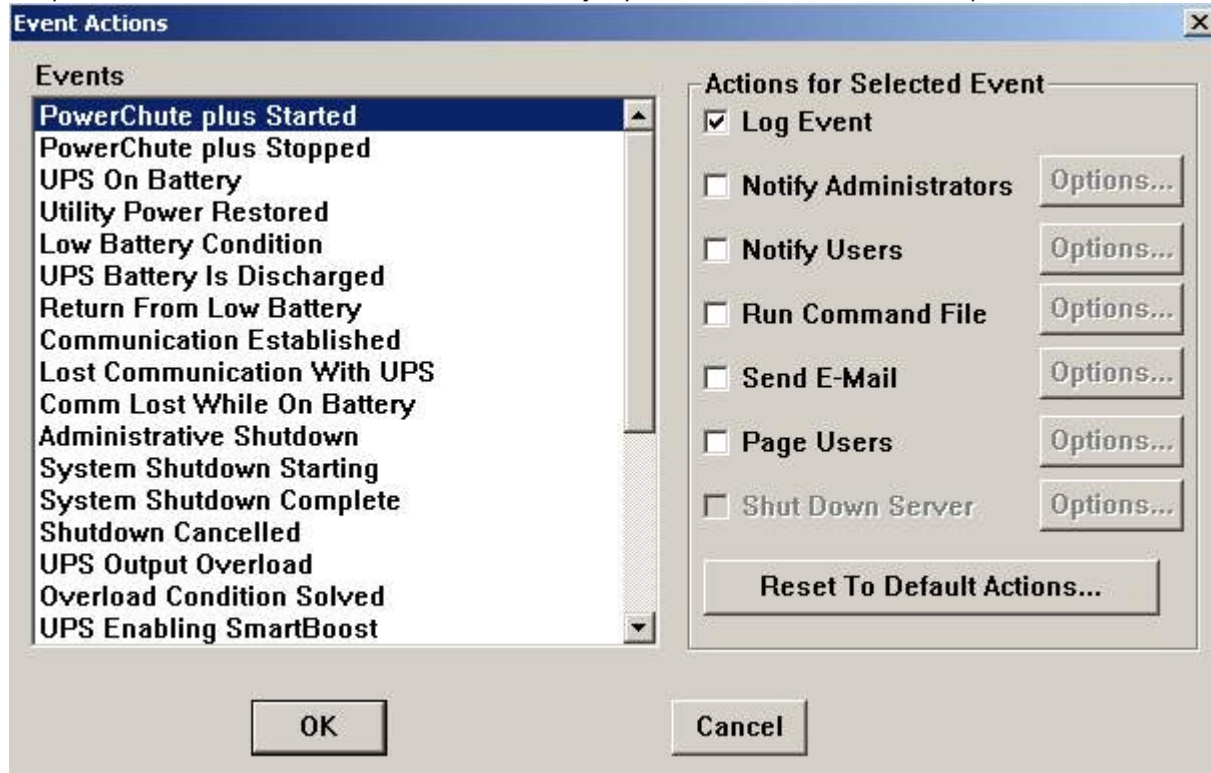 Event Actions
Events
PowerChute plus Started
PowerChute plus Stopped
UPS On Battery
Utility Power Restored
Low Battery Condition
UPS Battery Is Discharged
Return From Low Battery
Communication Established
Lost Communication With UPS
Comm Lost While On Battery
Administrative Shutdown
System Shutdown Starting
System Shutdown Complete
Shutdown Cancelled
UPS Output Overload
Overload Condition Solved
UPS Enabling SmartBoost
Actions for Selected Event
Log Event
Notify Administrators Options...
Notify Users Options...
Run Command File Options...
Send E-Mail Options...
Page Users Options...
Shut Down Server Options...
Reset To Default Actions...
OK
Cancel